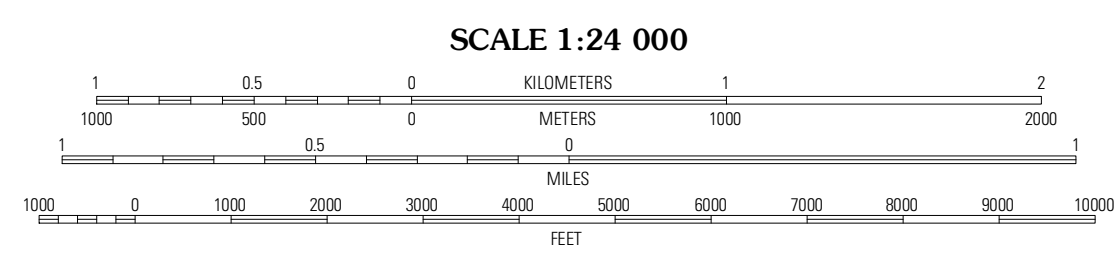 SCALE 1:24 000
1 0.5 0 KILOMETERS 1 2
1000 500 0 METERS 1000 2000
1 0.5 0 1
MILES
1000 0 1000 2000 3000 4000 5000 6000 7000 8000 9000 10000
FEET